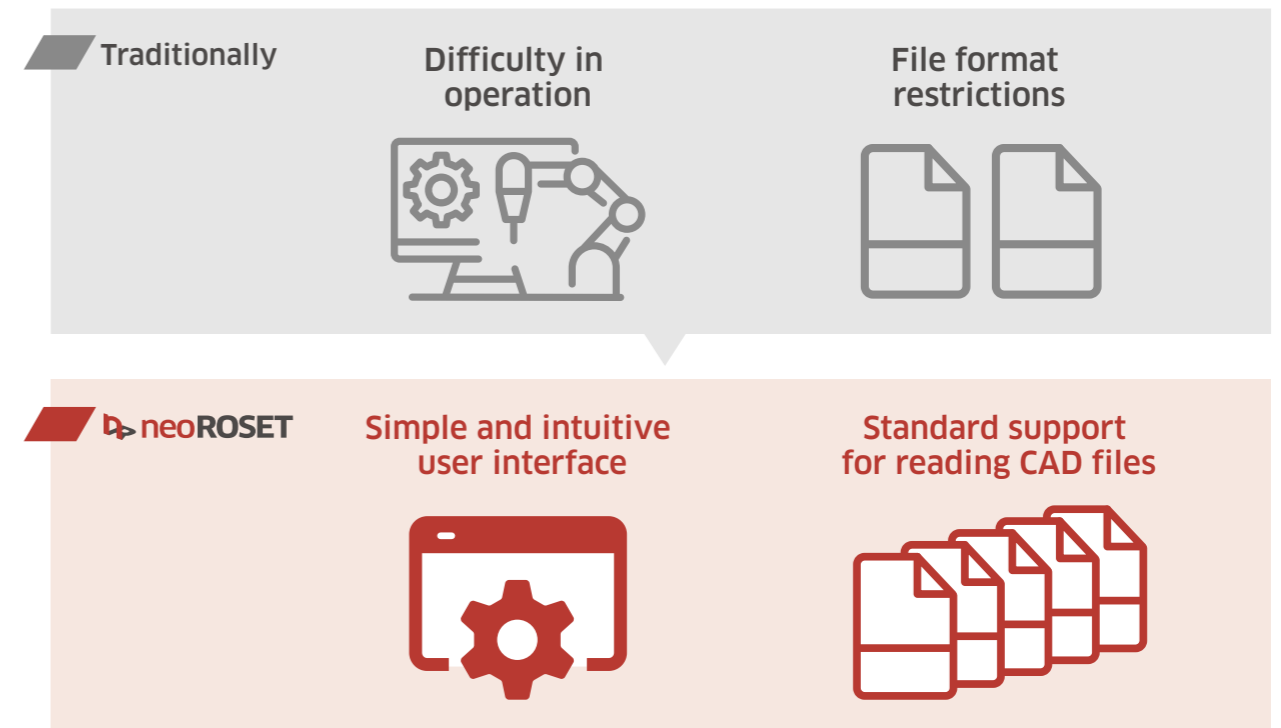 Traditionally
Difficulty in
operation
File format
restrictions
neoROSET
Simple and intuitive
user interface
Standard support
for reading CAD files